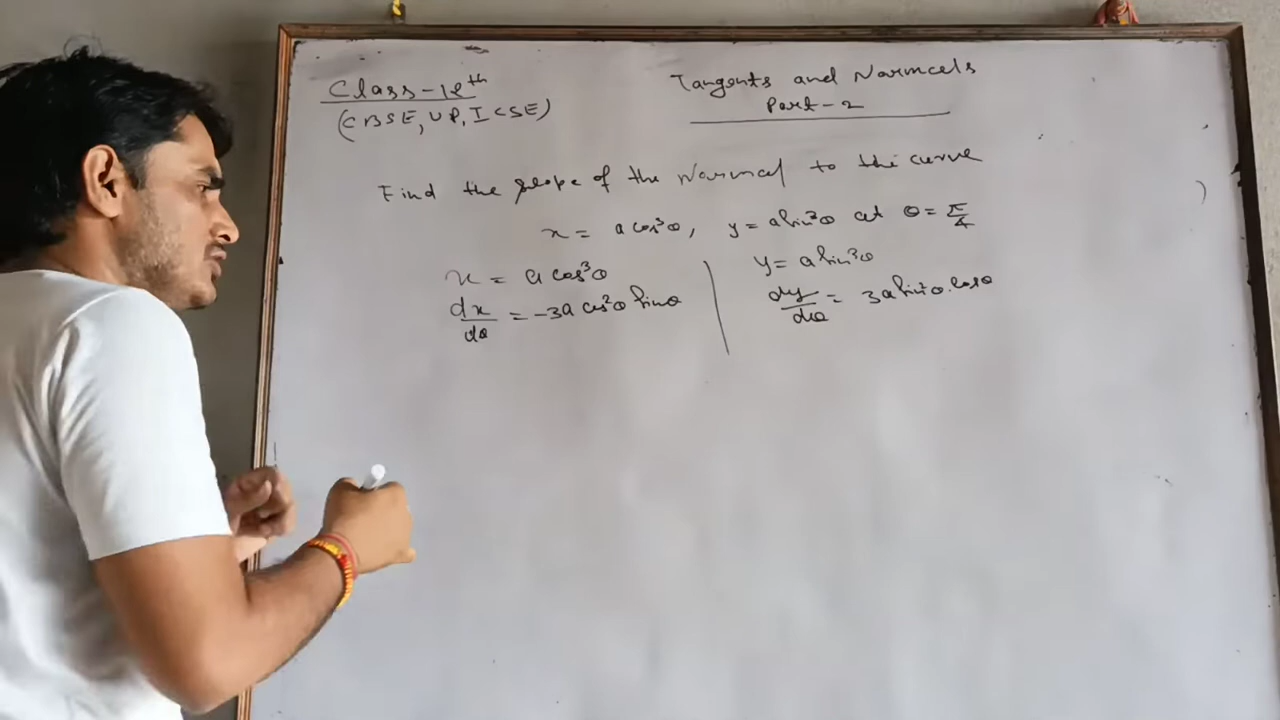 Class-12th
(CBSE, UP, ICSE)
Tangents and Normals
Part-2
Find the slope of the Normal to the curve
x = a cos³θ, y = a sin³θ at θ = π/4
x = a cos³θ
dx/dθ = -3a cos²θ sinθ
y = a sin³θ
dy/dθ = 3a sin²θ.cosθ